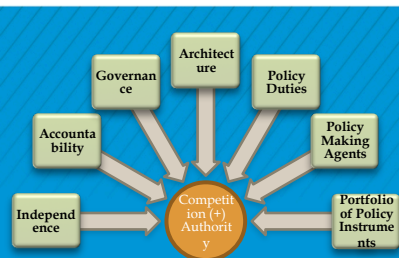 Architect
ure
Governan
ce
Policy
Duties
Accounta
bility
Policy
Making
Agents
Independ
ence
Competit
ion (+)
Authorit
y
Portfolio
of Policy
Instrume
nts